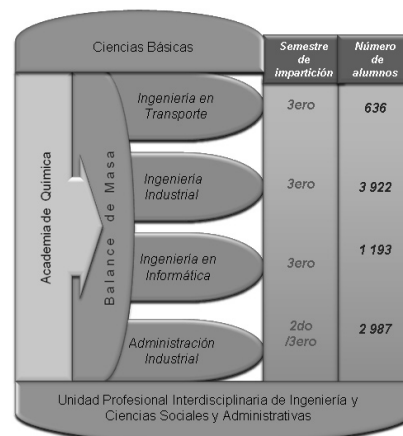 Ciencias Básicas
Semestre
de
impartición
Número
de
alumnos
Academia de Química
Balance de Masa
Ingeniería en
Transporte
3ero
636
Ingeniería
Industrial
3ero
3 922
Ingeniería en
Informática
3ero
1 193
Administración
Industrial
2do
/3ero
2 987
Unidad Profesional Interdisciplinaria de Ingeniería y
Ciencias Sociales y Administrativas